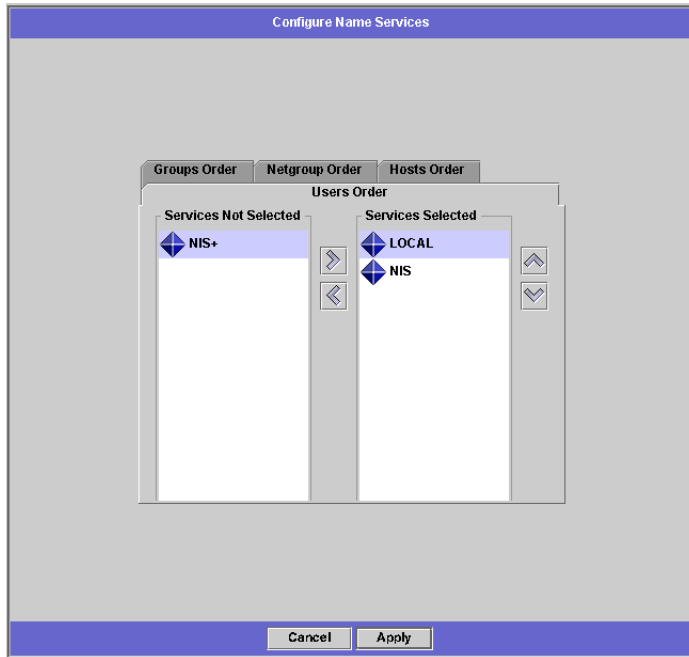 Configure Name Services
Groups Order Netgroup Order Hosts Order
Users Order
Services Not Selected Services Selected
NIS+ LOCAL
NIS
Cancel Apply